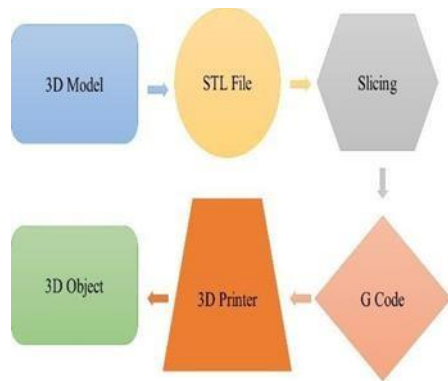 3D Model
STL File
Slicing
G Code
3D Printer
3D Object